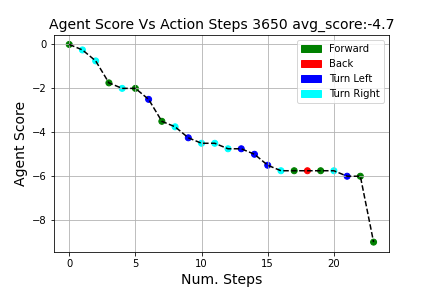 Agent Score Vs Action Steps 3650 avg_score:-4.7
Agent Score
0
−2
−4
−6
−8
Forward
Back
Turn Left
Turn Right
0 5 10 15 20
Num. Steps